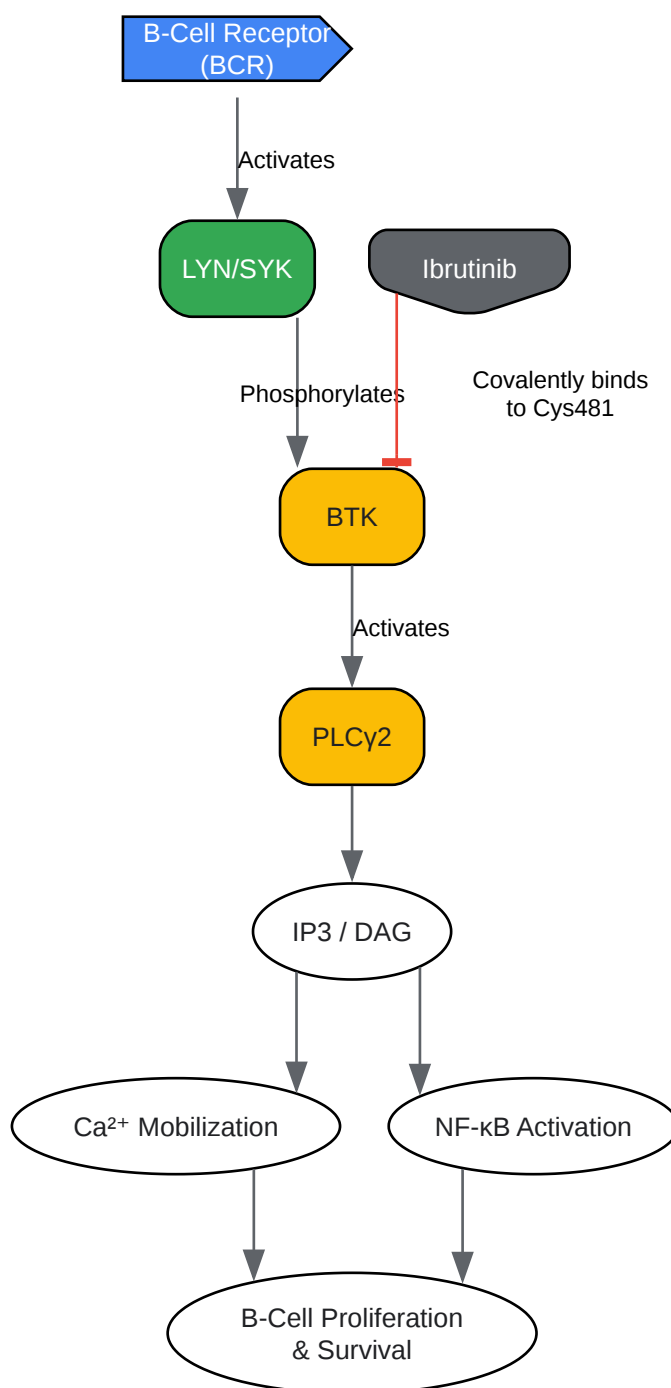 B-Cell Receptor
(BCR)
Activates
LYN/SYK
Ibrutinib
Phosphorylates
Covalently binds
to Cys481
BTK
Activates
PLCγ2
IP3 / DAG
Ca²⁺ Mobilization
NF-κB Activation
B-Cell Proliferation
& Survival